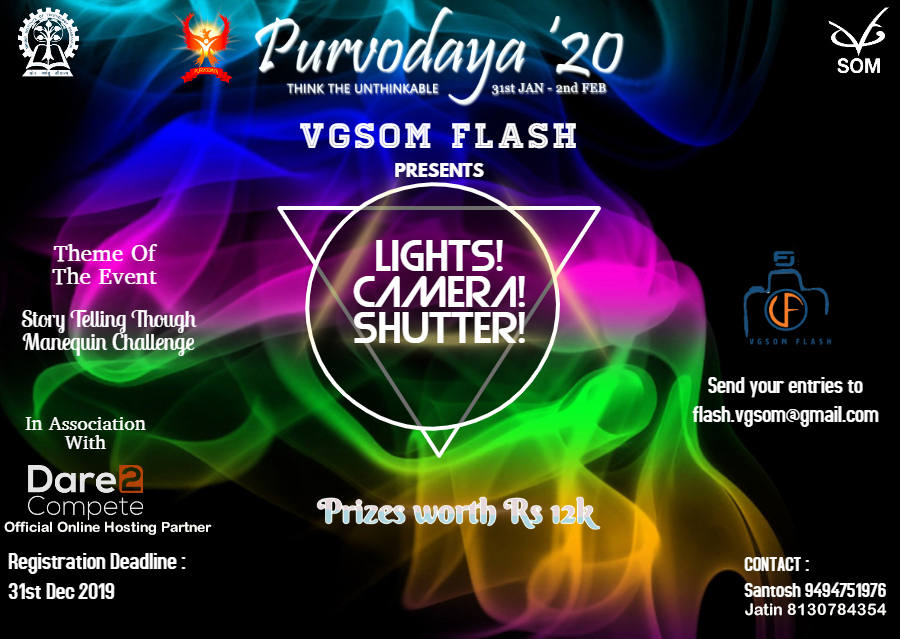 Purvodaya '20
THINK THE UNTHINKABLE
31st JAN - 2nd FEB
PURVODAYA
SOM
VGSOM FLASH
PRESENTS
LIGHTS!
CAMERA!
SHUTTER!
Theme Of
The Event
Story Telling Though
Manequin Challenge
In Association
With
Dare2
Compete
Official Online Hosting Partner
Registration Deadline :
31st Dec 2019
Prizes worth Rs 12k
VGSOM FLASH
Send your entries to
flash.vgsom@gmail.com
CONTACT :
Santosh 9494751976
Jatin 8130784354